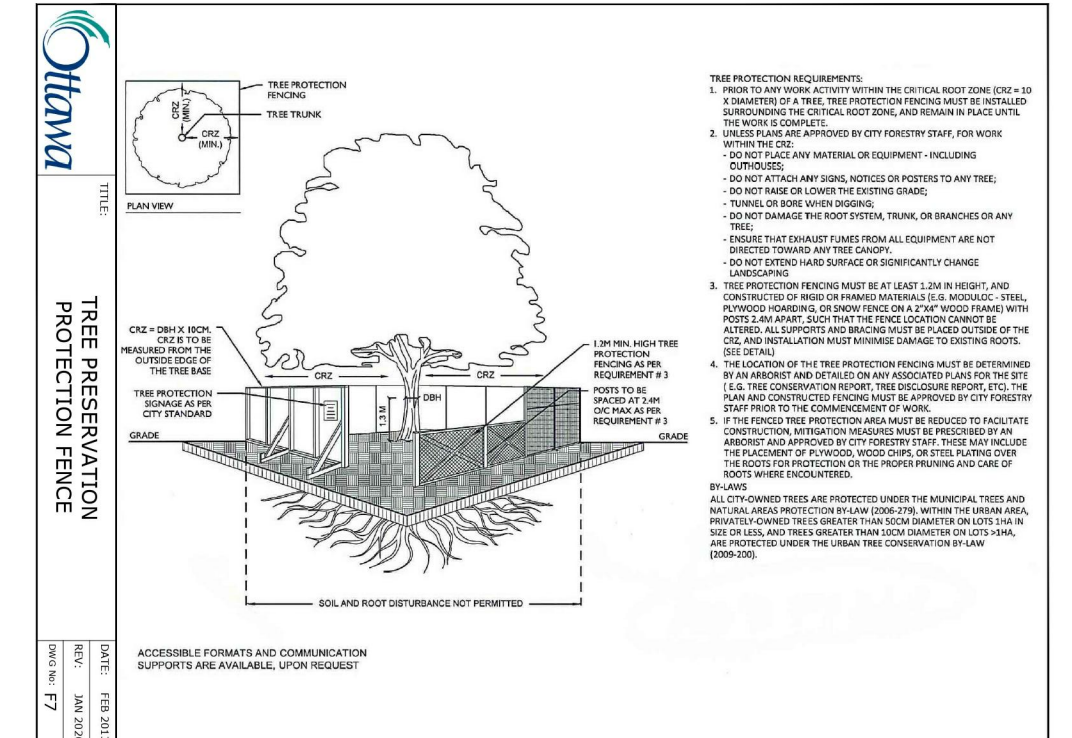 Ottawa
TITLE:
TREE PRESERVATION
PROTECTION FENCE
DATE: FEB 201
REV: JAN 202
DWG No: F7
TREE PROTECTION
FENCING
TREE TRUNK
CRZ
(MIN.)
CRZ
(MIN.)
PLAN VIEW
CRZ = DBH X 10CM.
CRZ IS TO BE
MEASURED FROM THE
OUTSIDE EDGE OF
THE TREE BASE
TREE PROTECTION
SIGNAGE AS PER
CITY STANDARD
GRADE
CRZ
CRZ
DBH
1.3 M
1.2M MIN. HIGH TREE
PROTECTION
FENCING AS PER
REQUIREMENT # 3
POSTS TO BE
SPACED AT 2.4M
O/C MAX AS PER
REQUIREMENT # 3
GRADE
SOIL AND ROOT DISTURBANCE NOT PERMITTED
ACCESSIBLE FORMATS AND COMMUNICATION
SUPPORTS ARE AVAILABLE, UPON REQUEST
TREE PROTECTION REQUIREMENTS:
1. PRIOR TO ANY WORK ACTIVITY WITHIN THE CRITICAL ROOT ZONE (CRZ = 10
X DIAMETER) OF A TREE, TREE PROTECTION FENCING MUST BE INSTALLED
SURROUNDING THE CRITICAL ROOT ZONE, AND REMAIN IN PLACE UNTIL
THE WORK IS COMPLETE.
2. UNLESS PLANS ARE APPROVED BY CITY FORESTRY STAFF, FOR WORK
WITHIN THE CRZ:
- DO NOT PLACE ANY MATERIAL OR EQUIPMENT - INCLUDING
OUTHOUSES;
- DO NOT ATTACH ANY SIGNS, NOTICES OR POSTERS TO ANY TREE;
- DO NOT RAISE OR LOWER THE EXISTING GRADE;
- TUNNEL OR BORE WHEN DIGGING;
- DO NOT DAMAGE THE ROOT SYSTEM, TRUNK, OR BRANCHES OR ANY
TREE;
- ENSURE THAT EXHAUST FUMES FROM ALL EQUIPMENT ARE NOT
DIRECTED TOWARD ANY TREE CANOPY.
- DO NOT EXTEND HARD SURFACE OR SIGNIFICANTLY CHANGE
LANDSCAPING
3. TREE PROTECTION FENCING MUST BE AT LEAST 1.2M IN HEIGHT, AND
CONSTRUCTED OF RIGID OR FRAMED MATERIALS (E.G. MODULOC - STEEL,
PLYWOOD HOARDING, OR SNOW FENCE ON A 2"X4" WOOD FRAME) WITH
POSTS 2.4M APART, SUCH THAT THE FENCE LOCATION CANNOT BE
ALTERED. ALL SUPPORTS AND BRACING MUST BE PLACED OUTSIDE OF THE
CRZ, AND INSTALLATION MUST MINIMISE DAMAGE TO EXISTING ROOTS.
(SEE DETAIL)
4. THE LOCATION OF THE TREE PROTECTION FENCING MUST BE DETERMINED
BY AN ARBORIST AND DETAILED ON ANY ASSOCIATED PLANS FOR THE SITE
( E.G. TREE CONSERVATION REPORT, TREE DISCLOSURE REPORT, ETC). THE
PLAN AND CONSTRUCTED FENCING MUST BE APPROVED BY CITY FORESTRY
STAFF PRIOR TO THE COMMENCEMENT OF WORK.
5. IF THE FENCED TREE PROTECTION AREA MUST BE REDUCED TO FACILITATE
CONSTRUCTION, MITIGATION MEASURES MUST BE PRESCRIBED BY AN
ARBORIST AND APPROVED BY CITY FORESTRY STAFF. THESE MAY INCLUDE
THE PLACEMENT OF PLYWOOD, WOOD CHIPS, OR STEEL PLATING OVER
THE ROOTS FOR PROTECTION OR THE PROPER PRUNING AND CARE OF
ROOTS WHERE ENCOUNTERED.
BY-LAWS
ALL CITY-OWNED TREES ARE PROTECTED UNDER THE MUNICIPAL TREES AND
NATURAL AREAS PROTECTION BY-LAW (2006-279). WITHIN THE URBAN AREA,
PRIVATELY-OWNED TREES GREATER THAN 50CM DIAMETER ON LOTS 1HA IN
SIZE OR LESS, AND TREES GREATER THAN 10CM DIAMETER ON LOTS >1HA,
ARE PROTECTED UNDER THE URBAN TREE CONSERVATION BY-LAW
(2009-200).